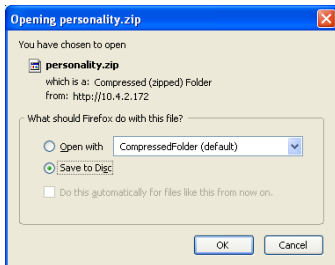 Opening personality.zip
You have chosen to open
personality.zip
which is a: Compressed (zipped) Folder
from: http://10.4.2.172
What should Firefox do with this file?
Open with CompressedFolder (default)
Save to Disc
Do this automatically for files like this from now on.
OK Cancel